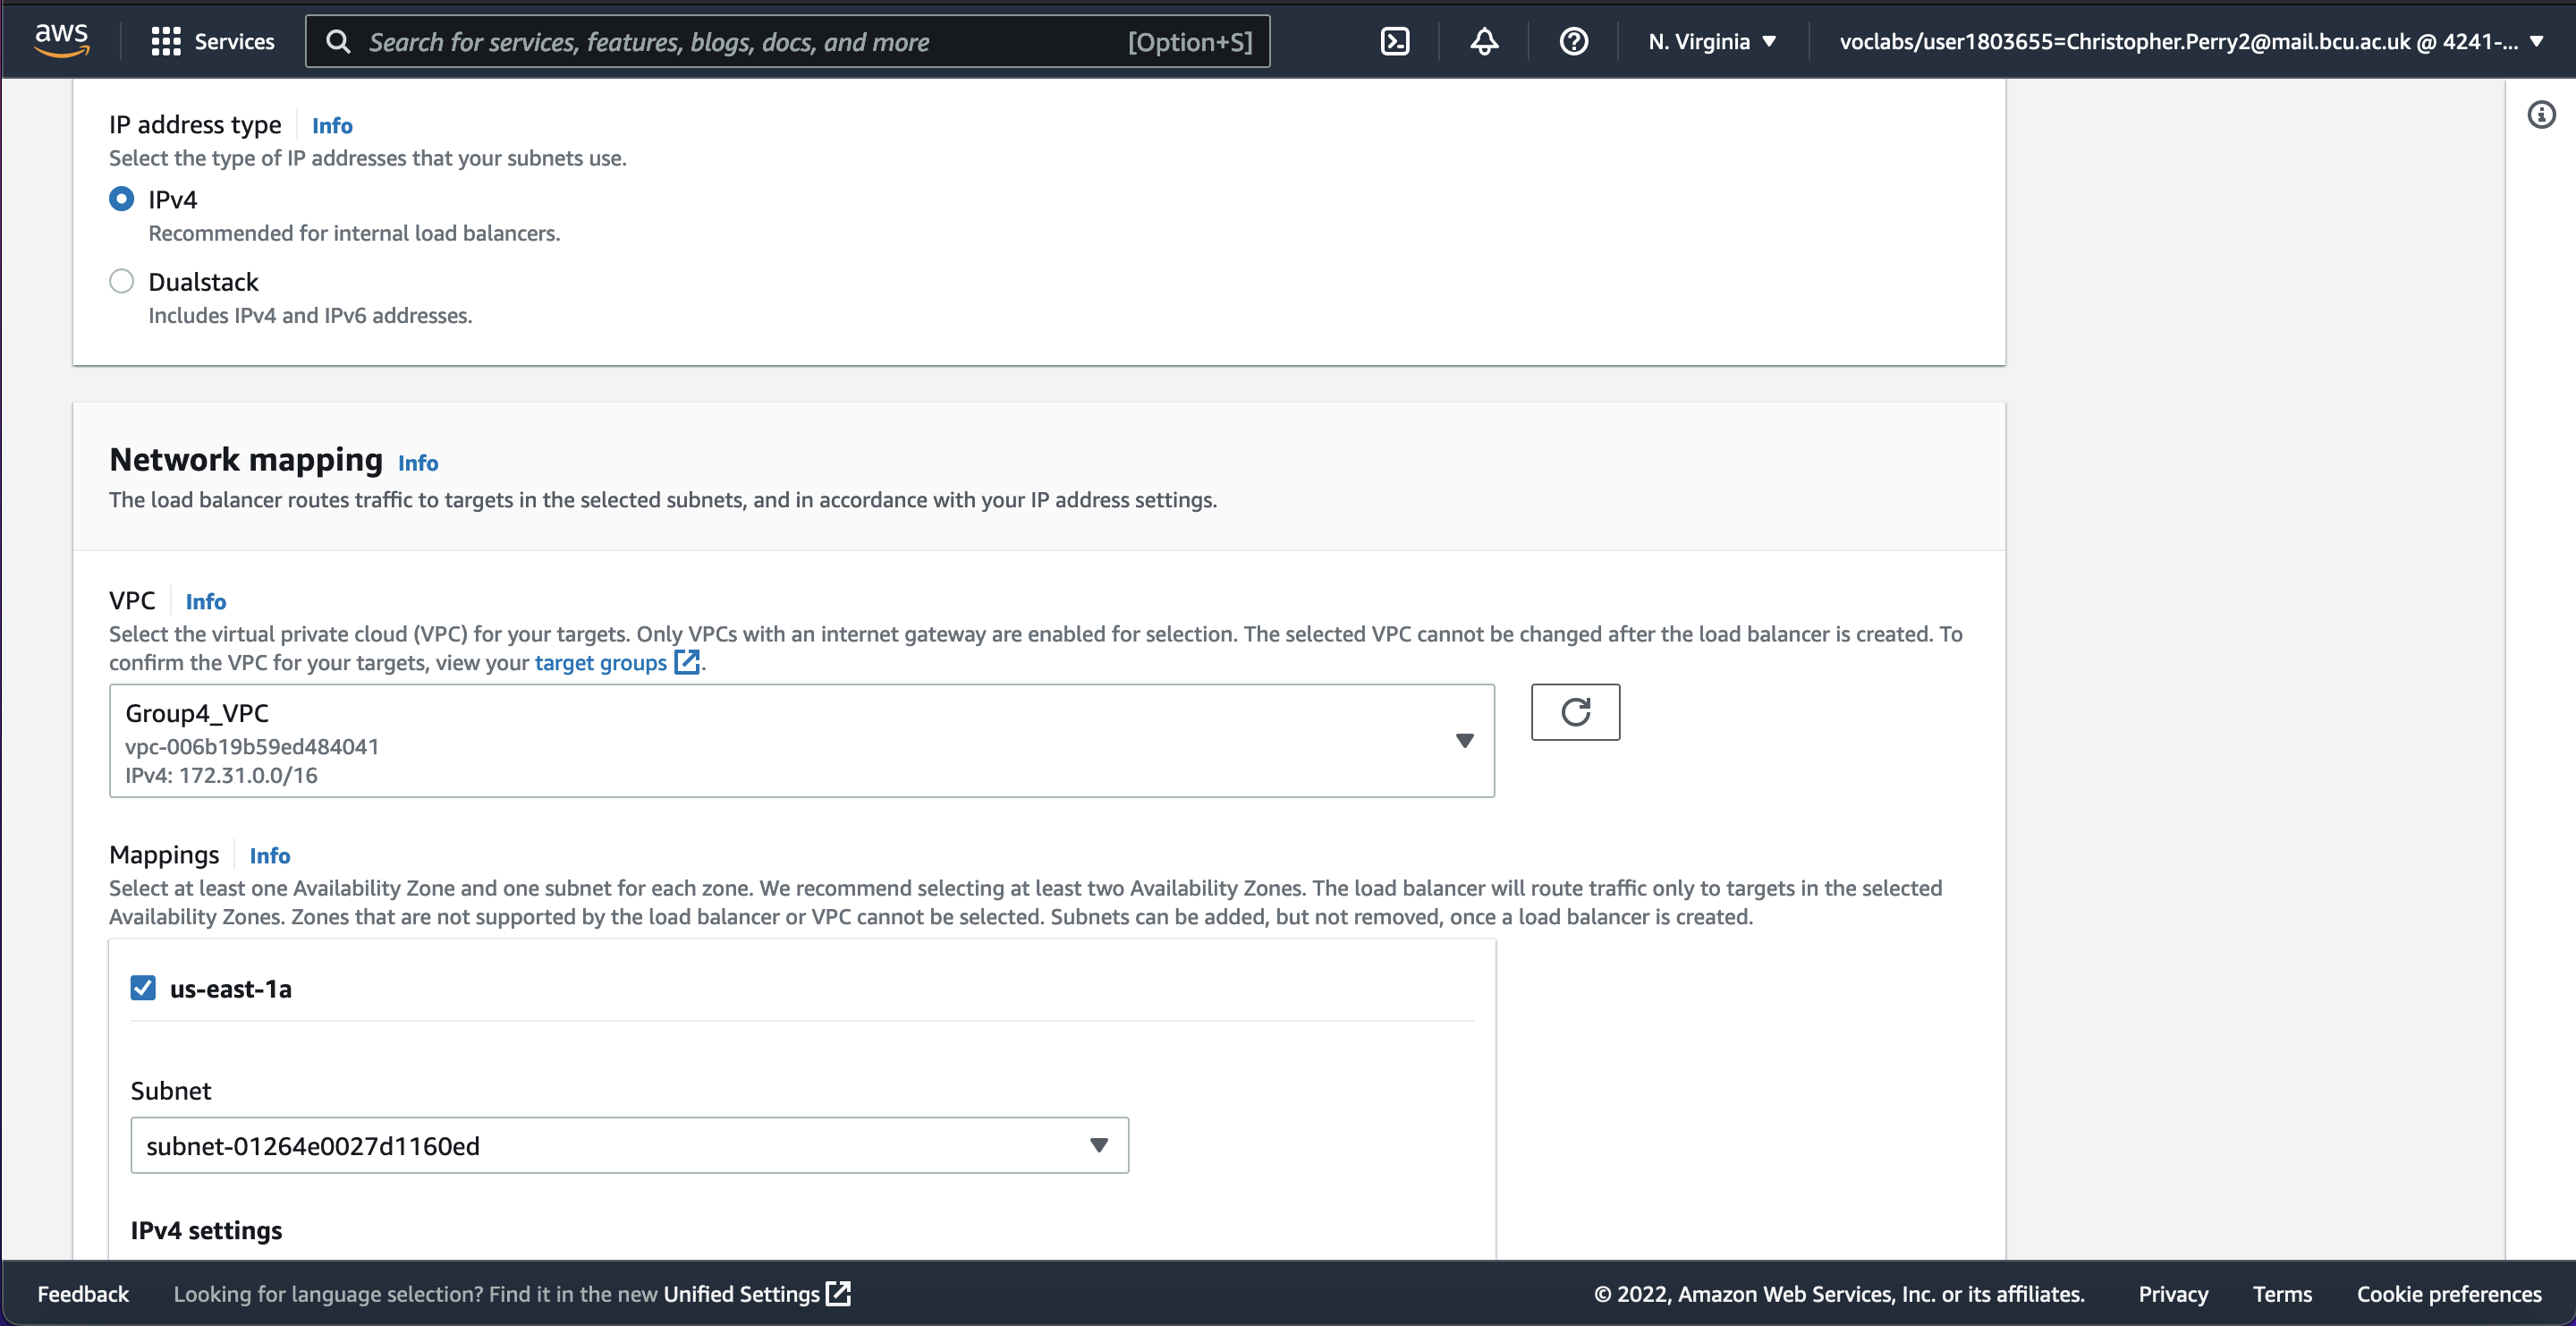 aws
Services
Search for services, features, blogs, docs, and more
[Option+S]
N. Virginia
voclabs/user1803655=Christopher.Perry2@mail.bcu.ac.uk @ 4241-...
IP address type
Info
Select the type of IP addresses that your subnets use.
IPv4
Recommended for internal load balancers.
Dualstack
Includes IPv4 and IPv6 addresses.
Network mapping Info
The load balancer routes traffic to targets in the selected subnets, and in accordance with your IP address settings.
VPC
Info
Select the virtual private cloud (VPC) for your targets. Only VPCs with an internet gateway are enabled for selection. The selected VPC cannot be changed after the load balancer is created. To
confirm the VPC for your targets, view your target groups.
Group4_VPC
vpc-006b19b59ed484041
IPv4: 172.31.0.0/16
Mappings
Info
Select at least one Availability Zone and one subnet for each zone. We recommend selecting at least two Availability Zones. The load balancer will route traffic only to targets in the selected
Availability Zones. Zones that are not supported by the load balancer or VPC cannot be selected. Subnets can be added, but not removed, once a load balancer is created.
us-east-1a
Subnet
subnet-01264e0027d1160ed
IPv4 settings
Feedback
Looking for language selection? Find it in the new Unified Settings
© 2022, Amazon Web Services, Inc. or its affiliates.
Privacy
Terms
Cookie preferences